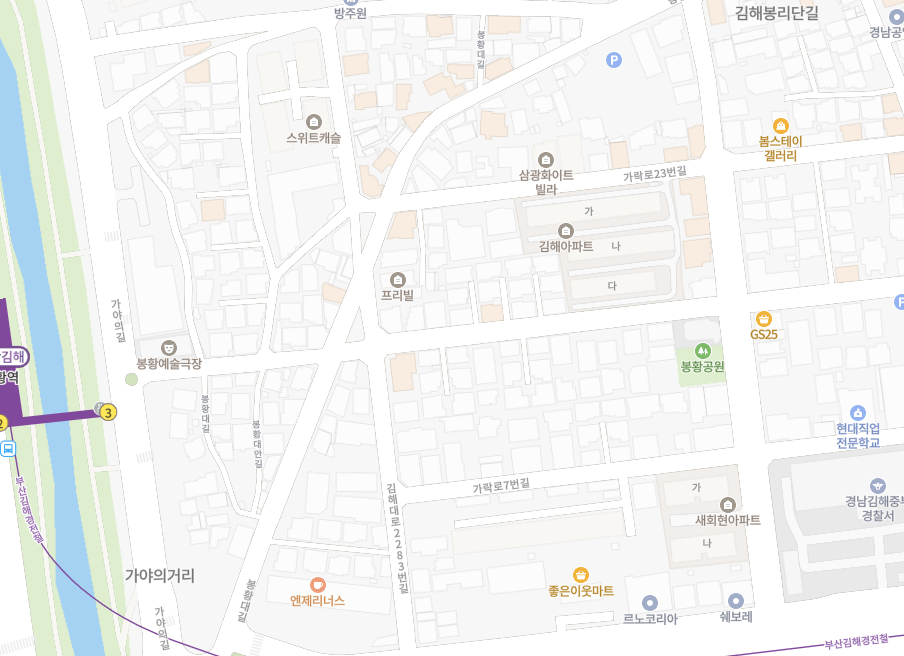 방주원
김해봉리단길
경남공
봉황대길
P
스위트캐슬
봄스테이
갤러리
삼광화이트
빌라
가락로23번길
가
김해아파트
나
다
프리빌
가야의길
P
GS25
봉황예술극장
김해
황역
봉황공원
3
2
봉황대길
봉황대안길
현대직업
전문학교
부산김해경전철
김해대로2283번길
가락로7번길
가
새회현아파트
나
경남김해중부
경찰서
가야의거리
엔제리너스
좋은이웃마트
봉황대길
가야의길
르노코리아
쉐보레
부산김해경전철